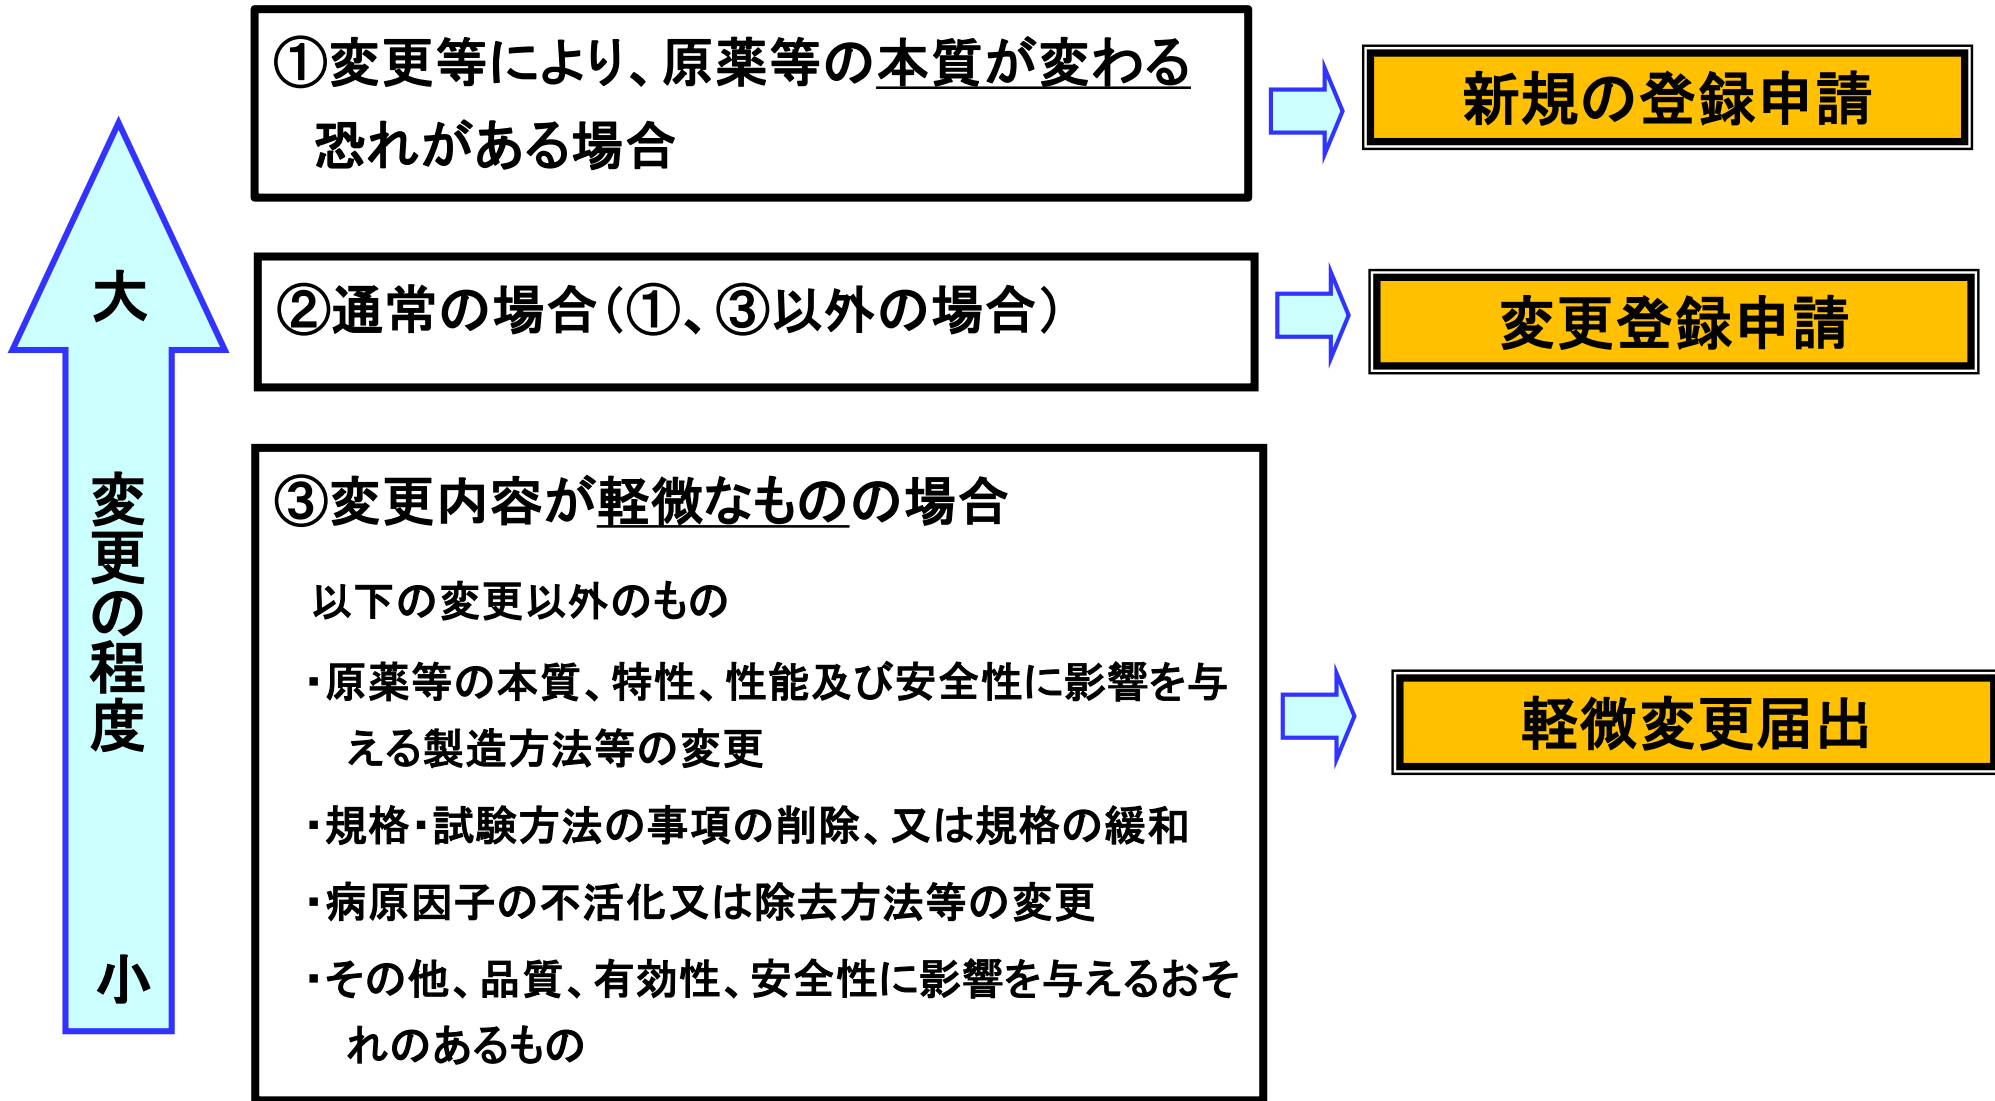 ①変更等により、原薬等の本質が変わる
恐れがある場合
新規の登録申請
大
変更の程度
小
②通常の場合(①、③以外の場合)
変更登録申請
③変更内容が軽微なものの場合
以下の変更以外のもの
・原薬等の本質、特性、性能及び安全性に影響を与
える製造方法等の変更
・規格・試験方法の事項の削除、又は規格の緩和
・病原因子の不活化又は除去方法等の変更
・その他、品質、有効性、安全性に影響を与えるおそ
れのあるもの
軽微変更届出